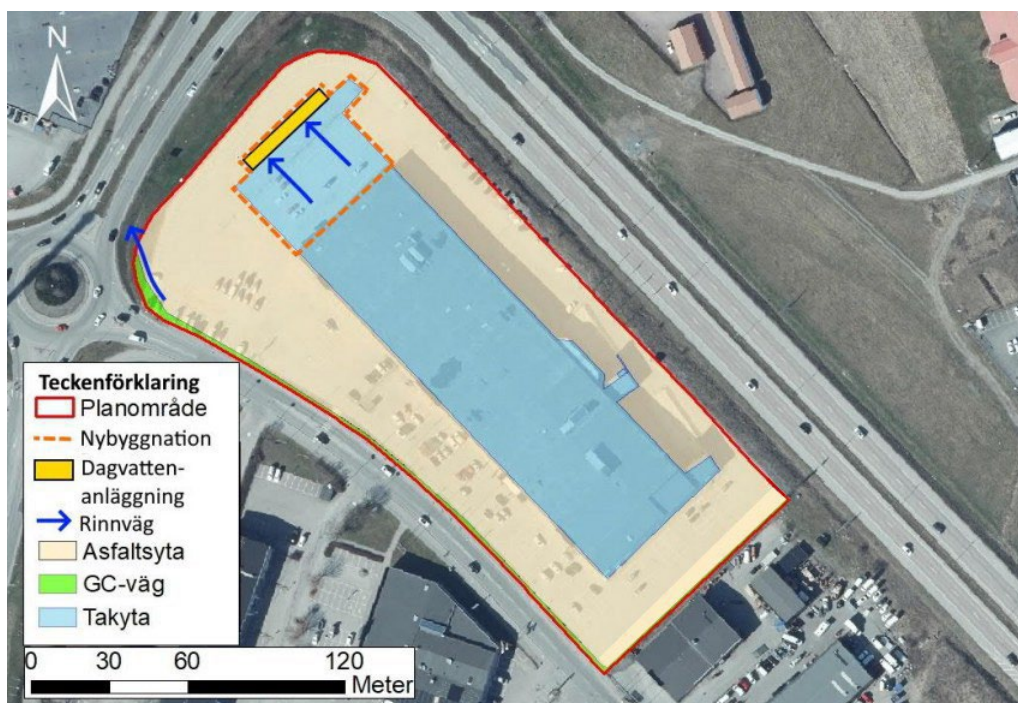 N
Teckenförklaring
Planområde
Nybyggnation
Dagvatten-
anläggning
Rinnväg
Asfaltsyta
GC-väg
Takyta
0 30 60 120
Meter